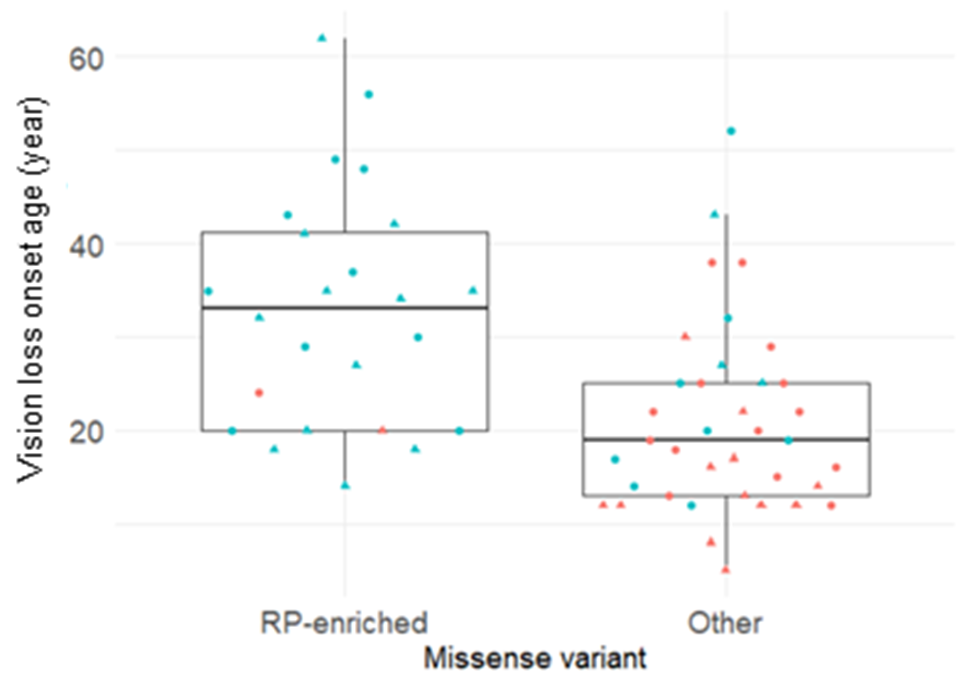 Vision loss onset age (year)
60
40
20
RP-enriched
Other
Missense variant